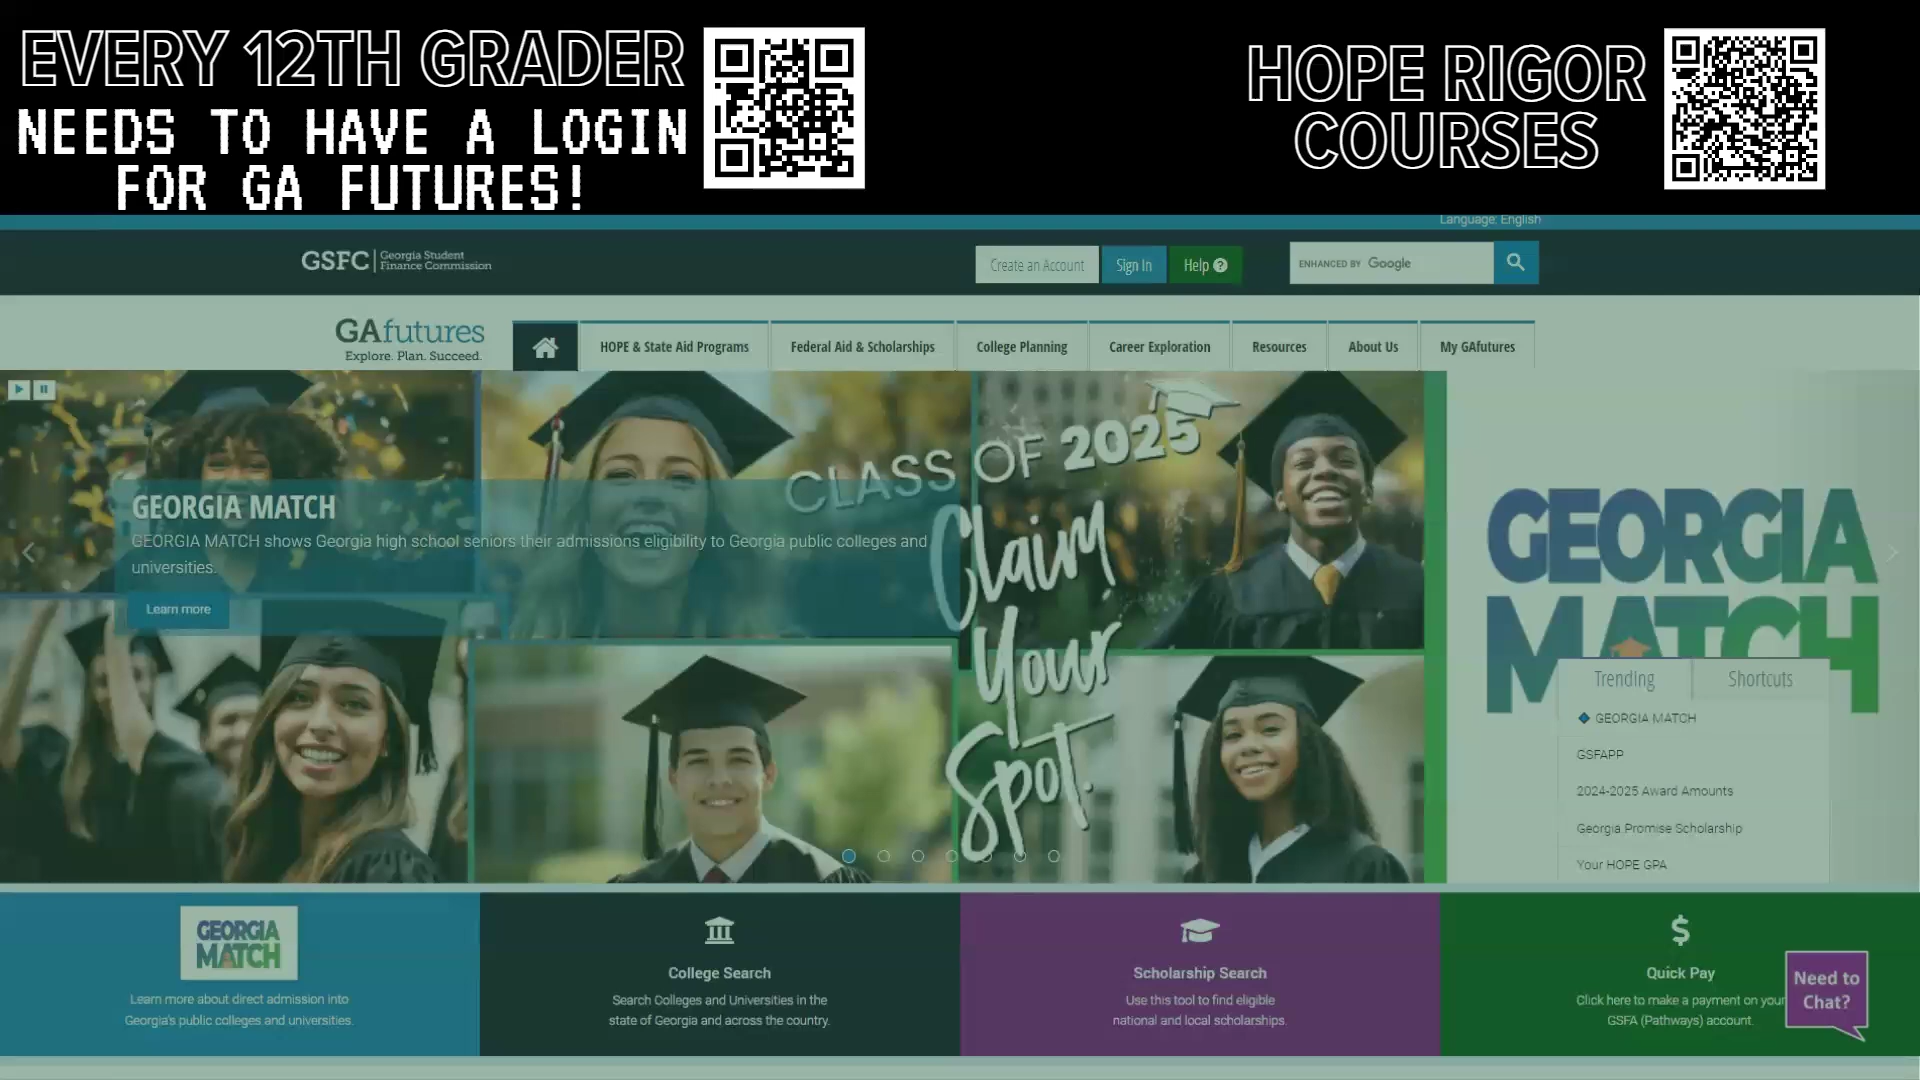 EVERY 12TH GRADER
NEEDS TO HAVE A LOGIN
FOR GA FUTURES!
HOPE RIGOR
COURSES
Language: English
GSFC Georgia Student
Finance Commission
Create an Account
Sign In
Help ?
ENHANCED BY Google
GAfutures
Explore. Plan. Succeed.
HOPE & State Aid Programs
Federal Aid & Scholarships
College Planning
Career Exploration
Resources
About Us
My GAfutures
GEORGIA MATCH
GEORGIA MATCH shows Georgia high school seniors their admissions eligibility to Georgia public colleges and
universities.
Learn more
CLASS OF 2025
Claim
Your
Spot.
GEORGIA
MATCH
Trending
Shortcuts
GEORGIA MATCH
GSFAPP
2024-2025 Award Amounts
Georgia Promise Scholarship
Your HOPE GPA
GEORGIA
MATCH
Learn more about direct admission into
Georgia's public colleges and universities.
College Search
Search Colleges and Universities in the
state of Georgia and across the country.
Scholarship Search
Use this tool to find eligible
national and local scholarships.
$
Quick Pay
Click here to make a payment on your
GSFA (Pathways) account.
Need to
Chat?